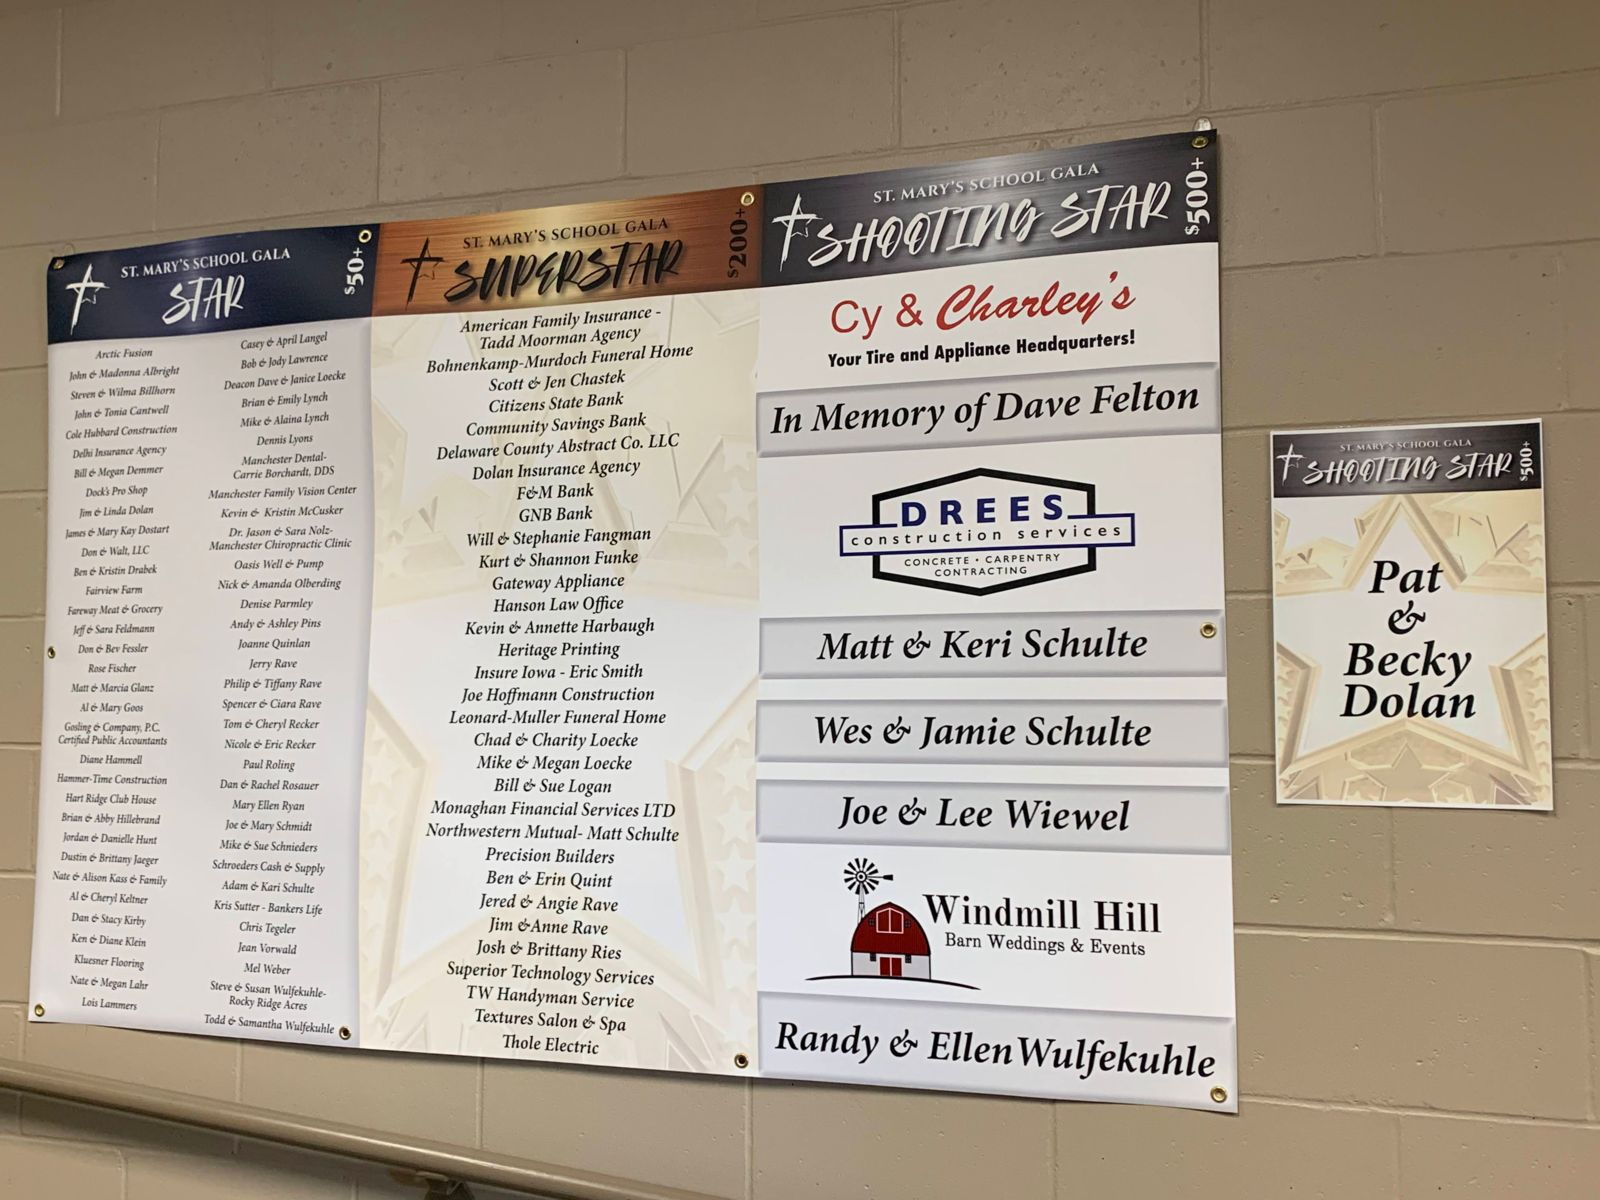 ST. MARY'S SCHOOL GALA
STAR
$50+
Arctic Fusion
John & Madonna Albright
Steven & Wilma Billhorn
John & Tonia Cantwell
Cole Hubbard Construction
Delhi Insurance Agency
Bill & Megan Demmer
Dock's Pro Shop
Jim & Linda Dolan
James & Mary Kay Dostart
Don & Walt, LLC
Ben & Kristin Drabek
Fairview Farm
Fareway Meat & Grocery
Jeff & Sara Feldmann
Don & Bev Fessler
Rose Fischer
Matt & Marcia Glanz
Al & Mary Goos
Gosling & Company, P.C.
Certified Public Accountants
Diane Hammell
Hammer-Time Construction
Hart Ridge Club House
Brian & Abby Hillebrand
Jordan & Danielle Hunt
Dustin & Brittany Jaeger
Nate & Alison Kass & Family
Al & Cheryl Keltner
Dan & Stacy Kirby
Ken & Diane Klein
Kluesner Flooring
Nate & Megan Lahr
Lois Lammers
Casey & April Langel
Bob & Jody Lawrence
Deacon Dave & Janice Loecke
Brian & Emily Lynch
Mike & Alaina Lynch
Dennis Lyons
Manchester Dental-
Carrie Borchardt, DDS
Manchester Family Vision Center
Kevin & Kristin McCusker
Dr. Jason & Sara Nolz-
Manchester Chiropractic Clinic
Oasis Well & Pump
Nick & Amanda Olberding
Denise Parmley
Andy & Ashley Pins
Joanne Quinlan
Jerry Rave
Philip & Tiffany Rave
Spencer & Ciara Rave
Tom & Cheryl Recker
Nicole & Eric Recker
Paul Roling
Dan & Rachel Rosauer
Mary Ellen Ryan
Joe & Mary Schmidt
Mike & Sue Schnieders
Schroeders Cash & Supply
Adam & Kari Schulte
Kris Sutter - Bankers Life
Chris Tegeler
Jean Vorwald
Mel Weber
Steve & Susan Wulfekuhle-
Rocky Ridge Acres
Todd & Samantha Wulfekuhle
ST. MARY'S SCHOOL GALA
SUPERSTAR
$200+
American Family Insurance -
Tadd Moorman Agency
Bohnenkamp-Murdoch Funeral Home
Scott & Jen Chastek
Citizens State Bank
Community Savings Bank
Delaware County Abstract Co. LLC
Dolan Insurance Agency
F&M Bank
GNB Bank
Will & Stephanie Fangman
Kurt & Shannon Funke
Gateway Appliance
Hanson Law Office
Kevin & Annette Harbaugh
Heritage Printing
Insure Iowa - Eric Smith
Joe Hoffmann Construction
Leonard-Muller Funeral Home
Chad & Charity Loecke
Mike & Megan Loecke
Bill & Sue Logan
Monaghan Financial Services LTD
Northwestern Mutual- Matt Schulte
Precision Builders
Ben & Erin Quint
Jered & Angie Rave
Jim &Anne Rave
Josh & Brittany Ries
Superior Technology Services
TW Handyman Service
Textures Salon & Spa
Thole Electric
ST. MARY'S SCHOOL GALA
SHOOTING STAR
$500+
Cy & Charley's
Your Tire and Appliance Headquarters!
In Memory of Dave Felton
DREES
construction services
CONCRETE • CARPENTRY
CONTRACTING
Matt & Keri Schulte
Wes & Jamie Schulte
Joe & Lee Wiewel
Windmill Hill
Barn Weddings & Events
Randy & Ellen Wulfekuhle
ST. MARY'S SCHOOL GALA
SHOOTING STAR
$500+
Pat
&
Becky
Dolan